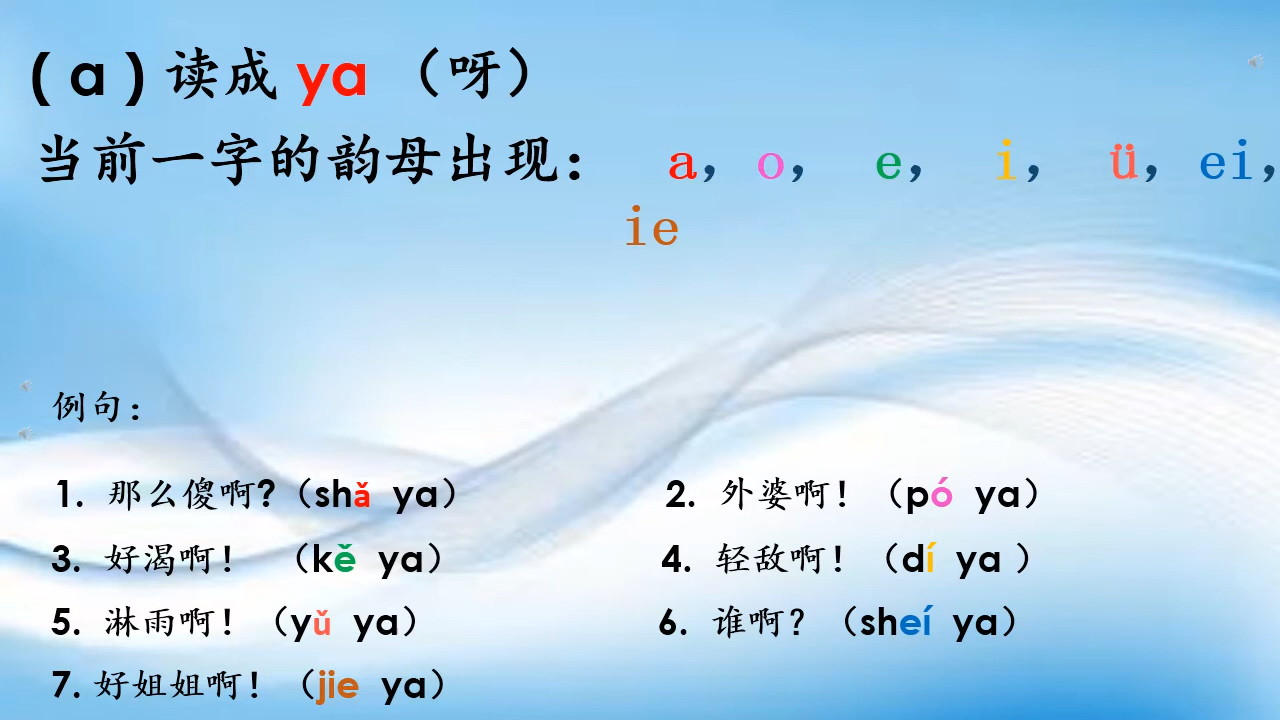 ( a ) 读成 ya （呀）
当前一字的韵母出现： a，o， e， i， ü，ei，
ie
例句：
1. 那么傻啊?（shǎ ya）
2. 外婆啊！（pó ya）
3. 好渴啊！ （kě ya）
4. 轻敌啊！（dí ya ）
5. 淋雨啊！（yǔ ya）
6. 谁啊？（sheí ya）
7. 好姐姐啊！（jie ya）